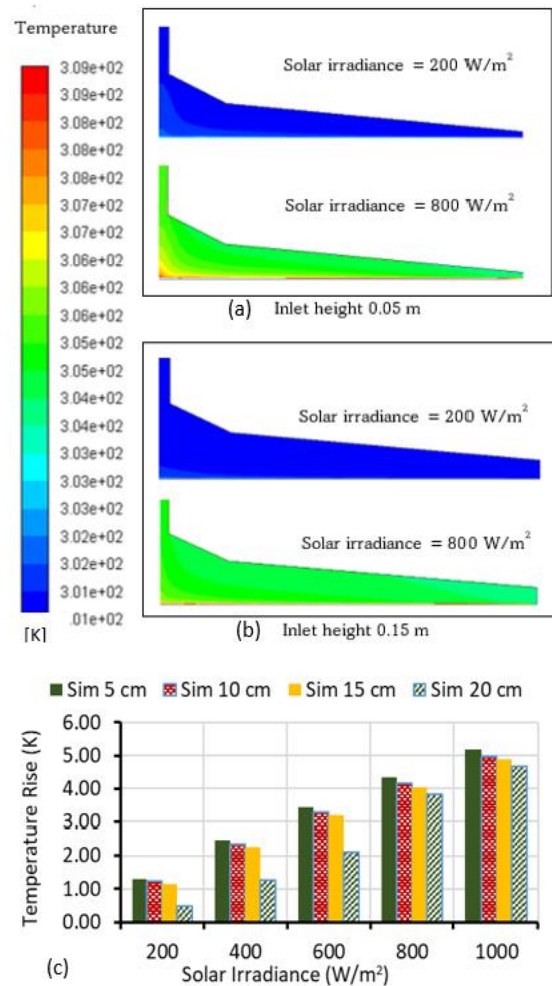 Temperature
3.09e+02
3.09e+02
3.08e+02
3.08e+02
3.07e+02
3.07e+02
3.06e+02
3.06e+02
3.06e+02
3.05e+02
3.05e+02
3.04e+02
3.04e+02
3.03e+02
3.03e+02
3.02e+02
3.02e+02
3.01e+02
.01e+02
[K]
Solar irradiance = 200 W/m²
Solar irradiance = 800 W/m²
(a) Inlet height 0.05 m
Solar irradiance = 200 W/m²
Solar irradiance = 800 W/m²
(b) Inlet height 0.15 m
Sim 5 cm Sim 10 cm Sim 15 cm Sim 20 cm
Temperature Rise (K)
6.00
5.00
4.00
3.00
2.00
1.00
0.00
200 400 600 800 1000
(c) Solar Irradiance (W/m²)